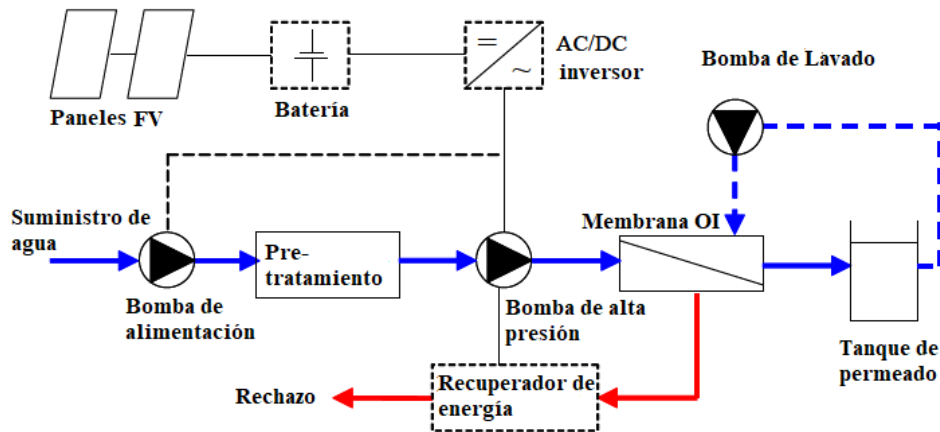 AC/DC
inversor
Bomba de Lavado
Paneles FV
Batería
Suministro de
agua
Membrana OI
Pre-
tratamiento
Bomba de
alimentación
Bomba de alta
presión
Tanque de
permeado
Rechazo
Recuperador de
energía